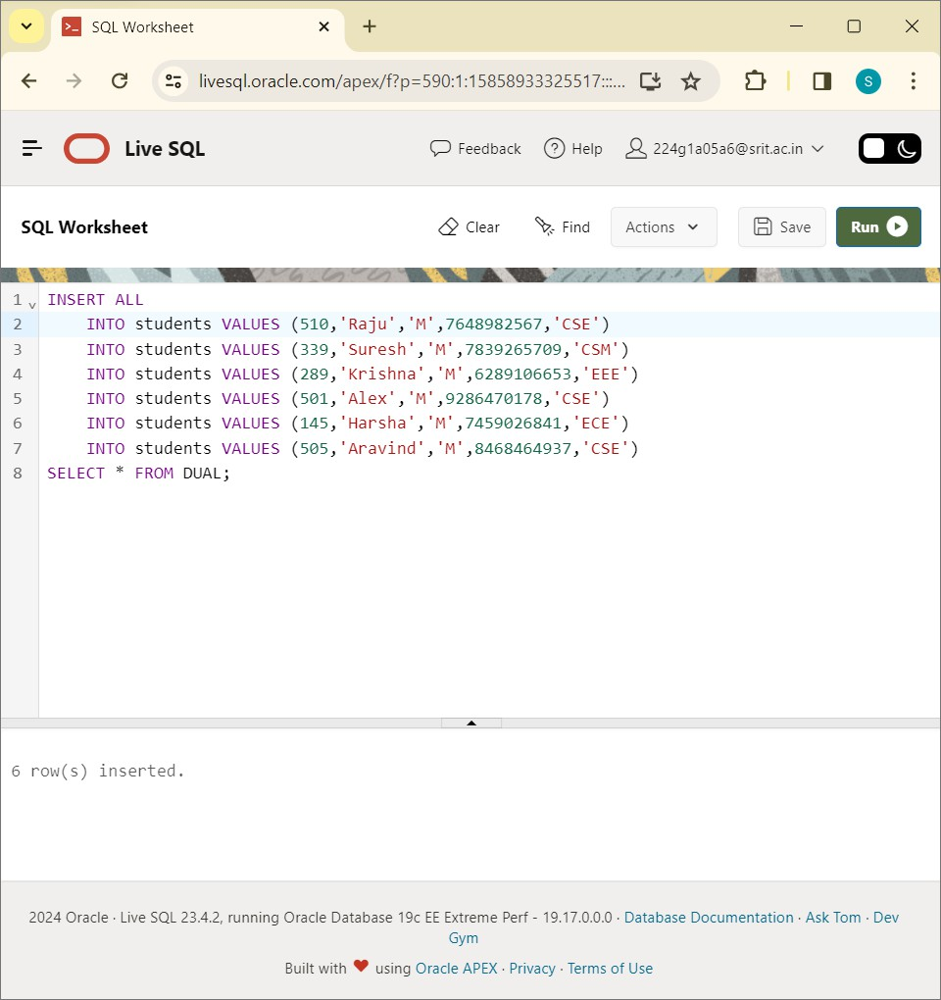 SQL Worksheet
livesql.oracle.com/apex/f?p=590:1:15858933325517:::...
S
Live SQL
Feedback
Help
224g1a05a6@srit.ac.in
SQL Worksheet
Clear
Find
Actions
Save
Run
1 INSERT ALL
2 INTO students VALUES (510,'Raju','M',7648982567,'CSE')
3 INTO students VALUES (339,'Suresh','M',7839265709,'CSM')
4 INTO students VALUES (289,'Krishna','M',6289106653,'EEE')
5 INTO students VALUES (501,'Alex','M',9286470178,'CSE')
6 INTO students VALUES (145,'Harsha','M',7459026841,'ECE')
7 INTO students VALUES (505,'Aravind','M',8468464937,'CSE')
8 SELECT * FROM DUAL;
6 row(s) inserted.
2024 Oracle · Live SQL 23.4.2, running Oracle Database 19c EE Extreme Perf - 19.17.0.0.0 · Database Documentation · Ask Tom · Dev
Gym
Built with ❤ using Oracle APEX · Privacy · Terms of Use